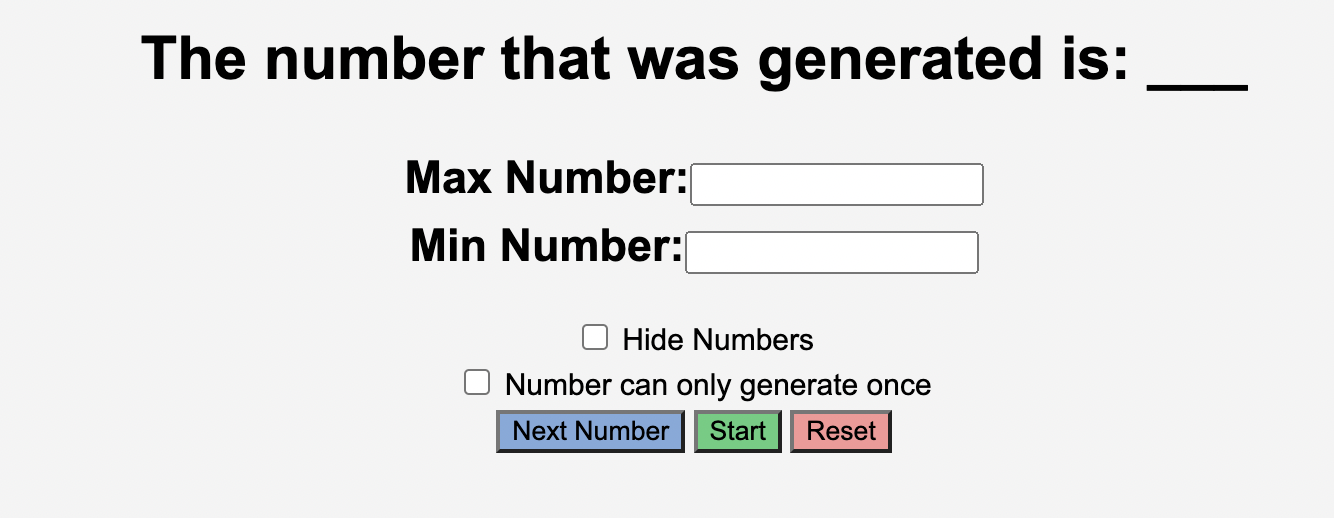 The number that was generated is: ___
Max Number:
Min Number:
Hide Numbers
Number can only generate once
Next Number Start Reset